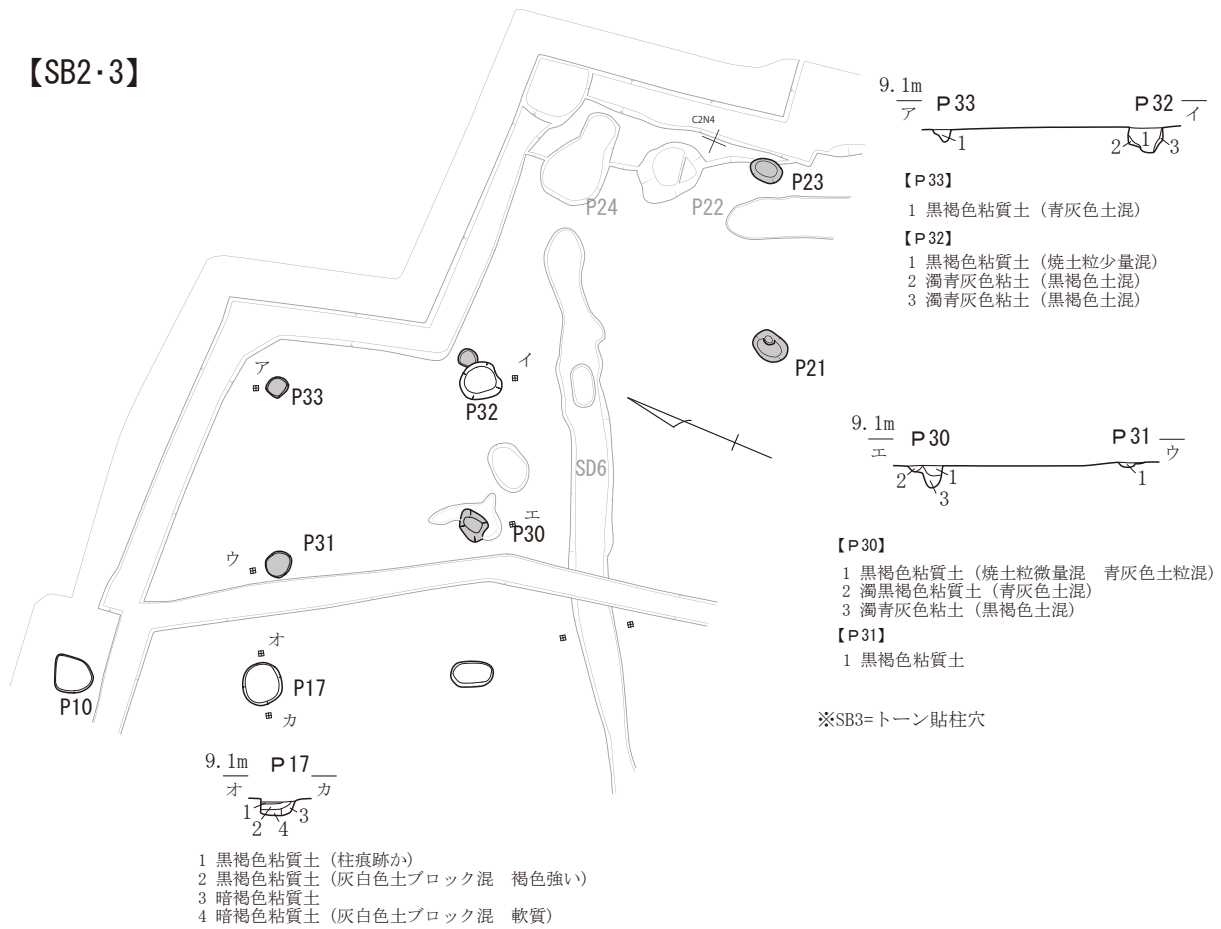 【SB2・3】
C2N4
P23
P24
P22
P21
ア
P33
イ
P32
SD6
エ
P30
ウ
P31
オ
P17
カ
P10
9.1m
ア
P33
P32
イ
1
2
1
3
【P33】
1 黒褐色粘質土（青灰色土混）
【P32】
1 黒褐色粘質土（焼土粒少量混）
2 濁青灰色粘土（黒褐色土混）
3 濁青灰色粘土（黒褐色土混）
9.1m
エ
P30
P31
ウ
2
1
3
1
【P30】
1 黒褐色粘質土（焼土粒微量混　青灰色土粒混）
2 濁黒褐色粘質土（青灰色土混）
3 濁青灰色粘土（黒褐色土混）
【P31】
1 黒褐色粘質土
※SB3=トーン貼柱穴
9.1m
オ
P17
カ
1
2
4
3
1 黒褐色粘質土（柱痕跡か）
2 黒褐色粘質土（灰白色土ブロック混　褐色強い）
3 暗褐色粘質土
4 暗褐色粘質土（灰白色土ブロック混　軟質）